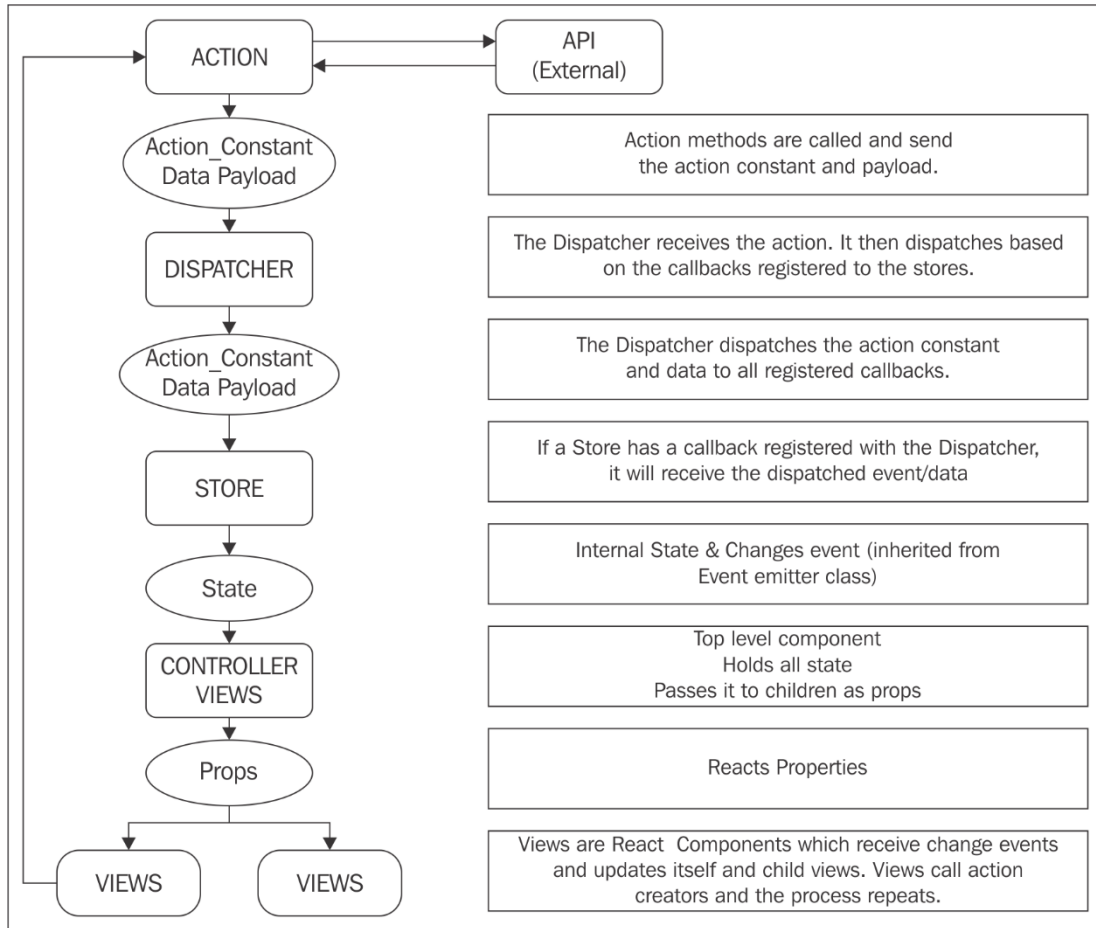 ACTION
API
(External)
Action_Constant
Data Payload
Action methods are called and send
the action constant and payload.
DISPATCHER
The Dispatcher receives the action. It then dispatches based
on the callbacks registered to the stores.
Action_Constant
Data Payload
The Dispatcher dispatches the action constant
and data to all registered callbacks.
STORE
If a Store has a callback registered with the Dispatcher,
it will receive the dispatched event/data
State
Internal State & Changes event (inherited from
Event emitter class)
CONTROLLER
VIEWS
Top level component
Holds all state
Passes it to children as props
Props
Reacts Properties
VIEWS
VIEWS
Views are React Components which receive change events
and updates itself and child views. Views call action
creators and the process repeats.